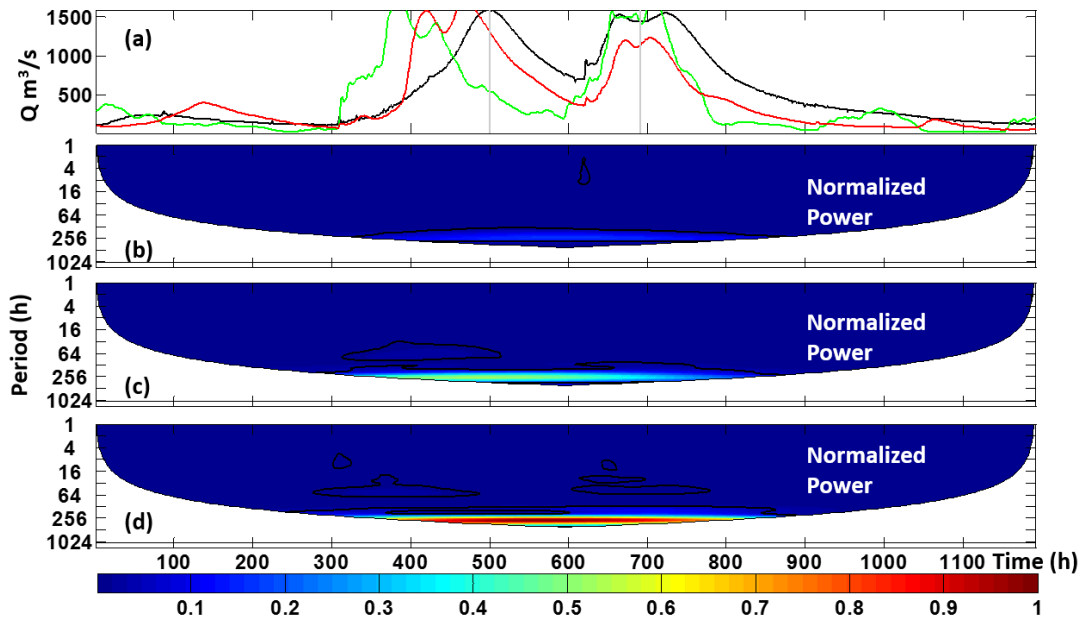 (a)
Q m³/s
1500
1000
500
1
4
16
64
256
1024
(b)
Normalized
Power
Period (h)
1
4
16
64
256
1024
(c)
Normalized
Power
1
4
16
64
256
1024
(d)
Normalized
Power
100 200 300 400 500 600 700 800 900 1000 1100 Time (h)
0.1 0.2 0.3 0.4 0.5 0.6 0.7 0.8 0.9 1